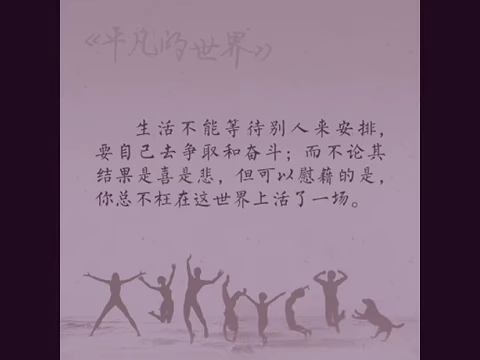 《平凡的世界》
生活不能等待别人来安排，
要自己去争取和奋斗；而不论其
结果是喜是悲，但可以慰藉的是，
你总不枉在这世界上活了一场。